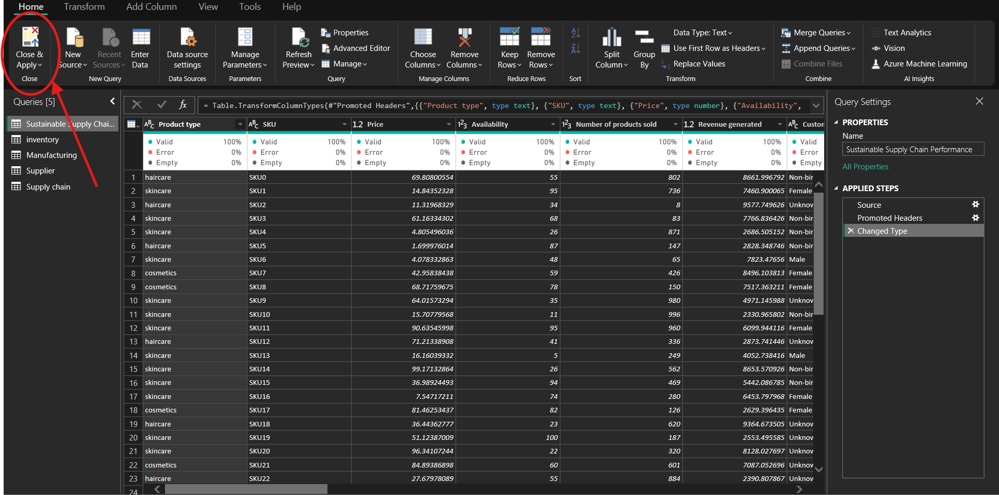 Home Transform Add Column View Tools Help
Close & Apply
New Source
Recent Sources
Enter Data
Data source settings
Manage Parameters
Refresh Preview
Properties
Advanced Editor
Manage
Choose Columns
Remove Columns
Keep Rows
Remove Rows
Split Column
Group By
Data Type: Text
Use First Row as Headers
Replace Values
Merge Queries
Append Queries
Combine Files
Text Analytics
Vision
Azure Machine Learning
Close New Query Data Sources Parameters Query Manage Columns Reduce Rows Sort Transform Combine AI Insights
Queries [5]
Sustainable Supply Chai...
inventory
Manufacturing
Supplier
Supply chain
fx = Table.TransformColumnTypes(#"Promoted Headers",{{"Product type", type text}, {"SKU", type text}, {"Price", type number}, {"Availability",
ABC Product type ABC SKU 1.2 Price 123 Availability 123 Number of products sold 1.2 Revenue generated ABC Custon
Valid 100% Valid 100% Valid 100% Valid 100% Valid 100% Valid 100% Valid
Error 0% Error 0% Error 0% Error 0% Error 0% Error 0% Error
Empty 0% Empty 0% Empty 0% Empty 0% Empty 0% Empty 0% Empty
1 haircare SKU0 69.80800554 55 802 8661.996792 Non-bir
2 skincare SKU1 14.84352328 95 736 7460.900065 Female
3 haircare SKU2 11.31968329 34 8 9577.749626 Unknow
4 skincare SKU3 61.16334302 68 83 7766.836426 Non-bir
5 skincare SKU4 4.805496036 26 871 2686.505152 Non-bir
6 haircare SKU5 1.699976014 87 147 2828.348746 Non-bir
7 skincare SKU6 4.078332863 48 65 7823.47656 Male
8 cosmetics SKU7 42.95838438 59 426 8496.103813 Female
9 cosmetics SKU8 68.71759675 78 150 7517.363211 Female
10 skincare SKU9 64.01573294 35 980 4971.145988 Unknow
11 skincare SKU10 15.70779568 11 996 2330.965802 Non-bir
12 skincare SKU11 90.63545998 95 960 6099.944116 Female
13 haircare SKU12 71.21338908 41 336 2873.741446 Unknow
14 skincare SKU13 16.16039332 5 249 4052.738416 Male
15 skincare SKU14 99.17132864 26 562 8653.570926 Non-bir
16 skincare SKU15 36.98924493 94 469 5442.086785 Non-bir
17 skincare SKU16 7.54717211 74 280 6453.797968 Female
18 cosmetics SKU17 81.46253437 82 126 2629.396435 Female
19 haircare SKU18 36.44362777 23 620 9364.673505 Unknow
20 skincare SKU19 51.12387009 100 187 2553.495585 Unknow
21 skincare SKU20 96.34107244 22 320 8128.027697 Unknow
22 cosmetics SKU21 84.89386898 60 601 7087.052696 Unknow
23 haircare SKU22 27.67978089 55 884 2390.807867 Unknow
24
Query Settings
PROPERTIES
Name
Sustainable Supply Chain Performance
All Properties
APPLIED STEPS
Source
Promoted Headers
Changed Type